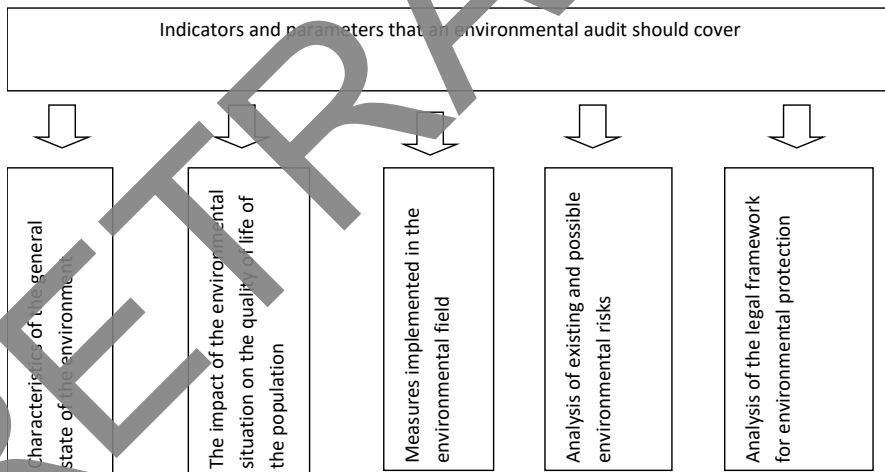 Indicators and parameters that an environmental audit should cover
Characteristics of the general
state of the environment
The impact of the environmental
situation on the quality of life of
the population
Measures implemented in the
environmental field
Analysis of existing and possible
environmental risks
Analysis of the legal framework
for environmental protection